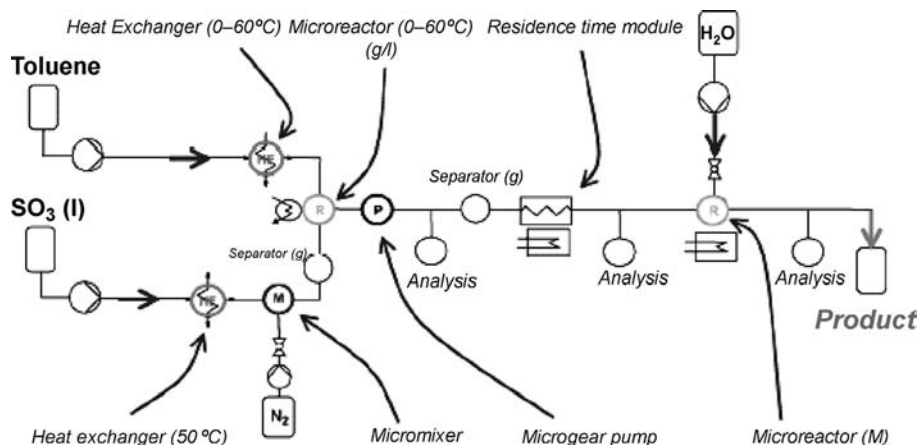 Heat Exchanger (0–60ºC)
Microreactor (0–60ºC)
(g/l)
Residence time module
H₂O
Toluene
HE
Separator (g)
R
P
R
SO₃ (l)
Separator (g)
Analysis
Analysis
Analysis
HE
M
Product
N₂
Heat exchanger (50 ºC)
Micromixer
Microgear pump
Microreactor (M)